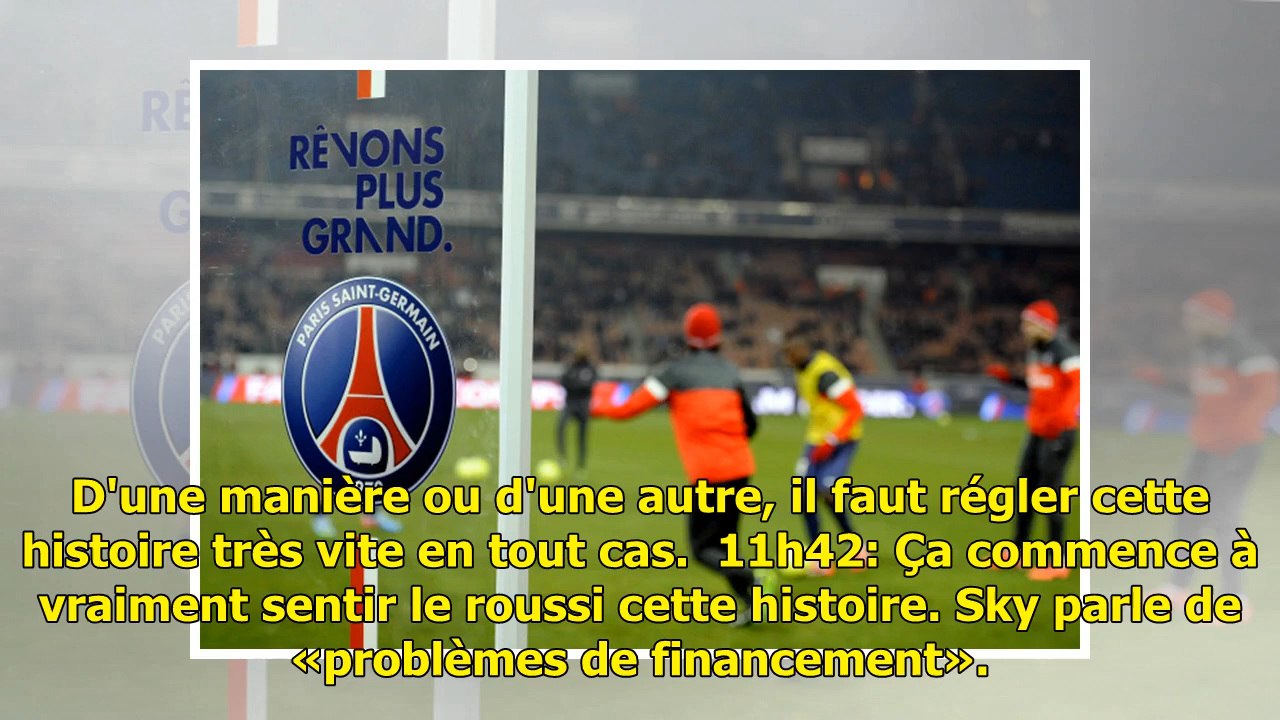 RÊVONS
PLUS
GRAND.
PARIS SAINT-GERMAIN
D'une manière ou d'une autre, il faut régler cette
histoire très vite en tout cas.  11h42: Ça commence à
vraiment sentir le roussi cette histoire. Sky parle de
«problèmes de financement».